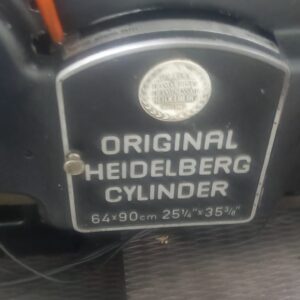 ORIGINAL
HEIDELBERG
CYLINDER
64×90cm 25¼"×35⅜"